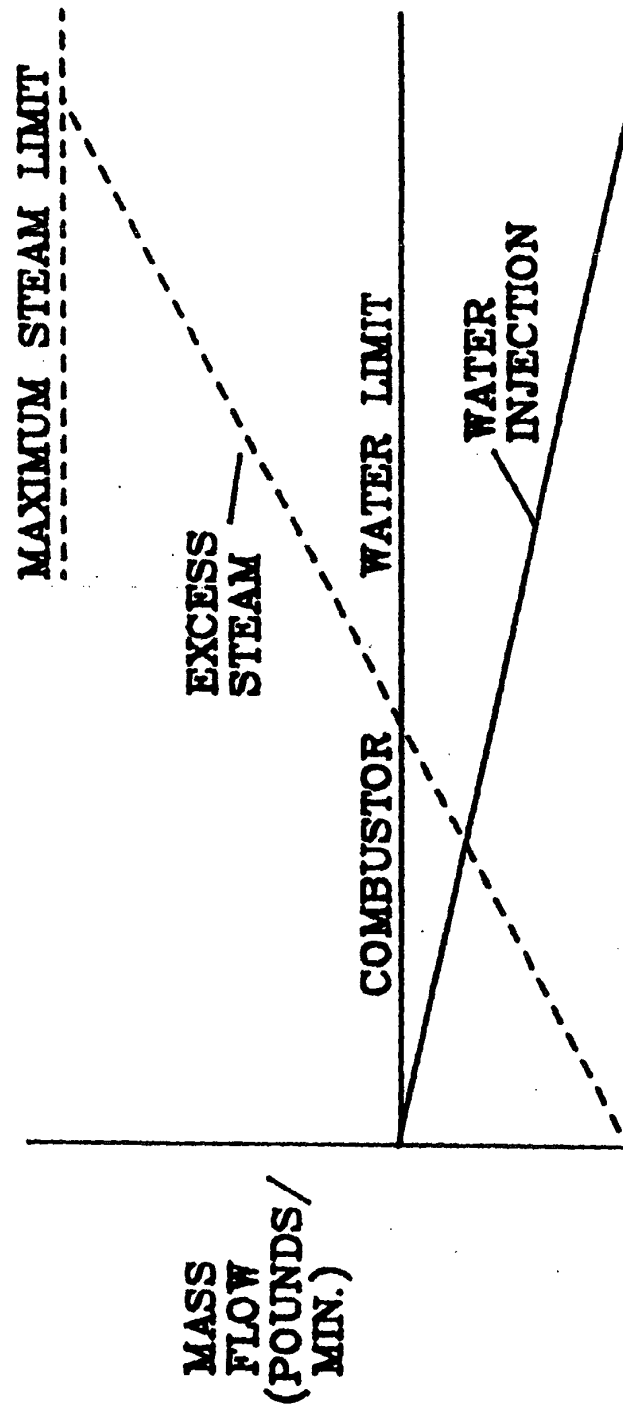 MAXIMUM STEAM LIMIT
EXCESS
STEAM
COMBUSTOR WATER LIMIT
WATER
INJECTION
MASS
FLOW
(POUNDS/
MIN.)